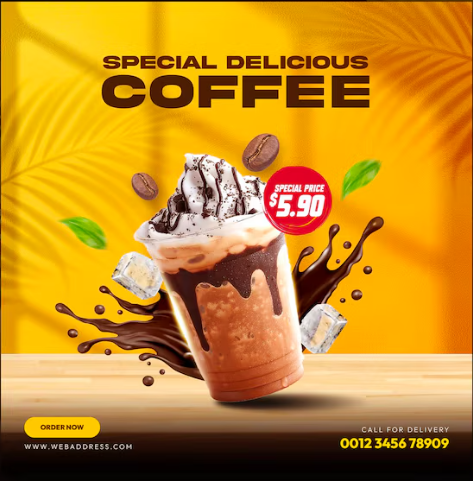 SPECIAL DELICIOUS
COFFEE
SPECIAL PRICE
$5.90
ORDER NOW
WWW.WEBADDRESS.COM
CALL FOR DELIVERY
0012 3456 78909